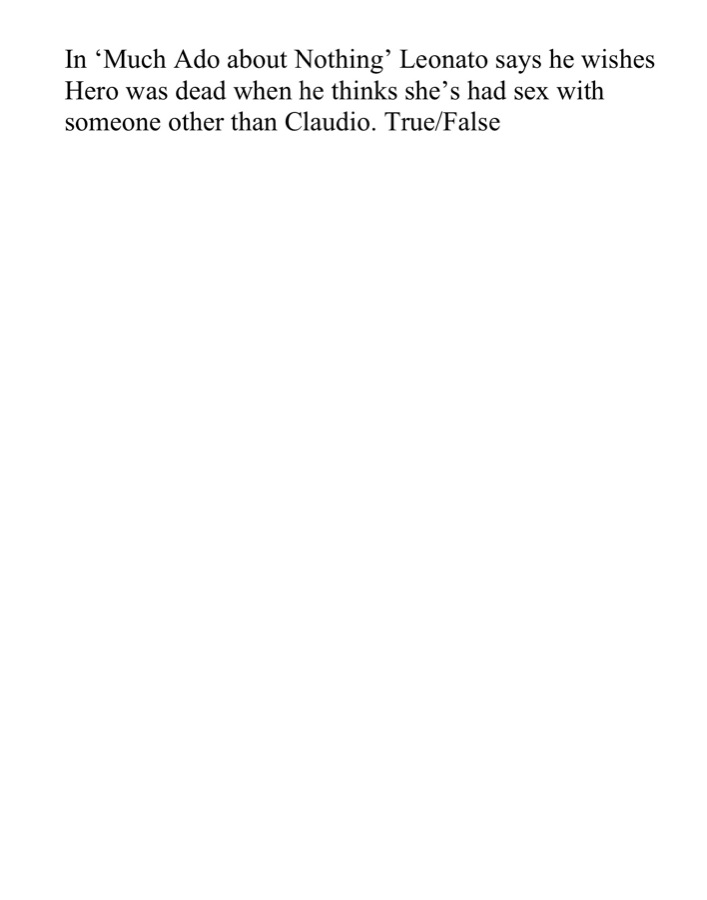 In ‘Much Ado about Nothing’ Leonato says he wishes
Hero was dead when he thinks she’s had sex with
someone other than Claudio. True/False